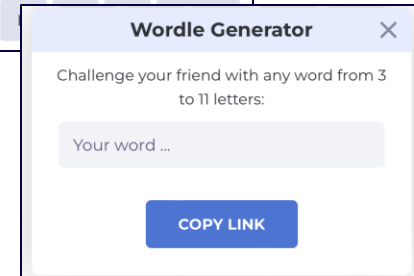 Wordle Generator
Challenge your friend with any word from 3
to 11 letters:
Your word ...
COPY LINK